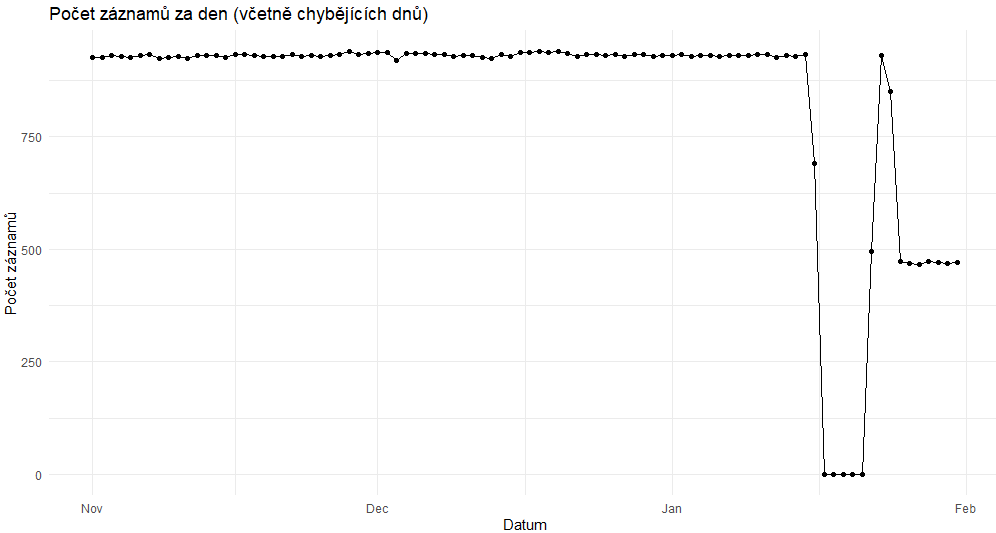 Počet záznamů za den (včetně chybějících dnů)
Počet záznamů
750
500
250
0
Nov
Dec
Jan
Feb
Datum